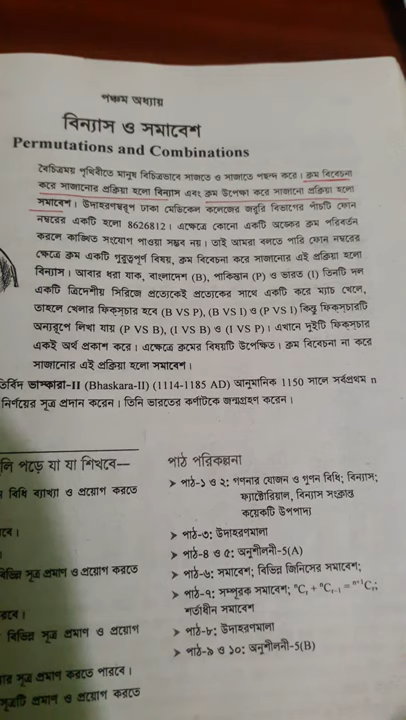 পঞ্চম অধ্যায়
বিন্যাস ও সমাবেশ
Permutations and Combinations
বৈচিত্রময় পৃথিবীতে মানুষ বিচিত্রভাবে সাজতে ও সাজাতে পছন্দ করে। ক্রম বিবেচনা
করে সাজানোর প্রক্রিয়া হলো বিন্যাস এবং ক্রম উপেক্ষা করে সাজানো প্রক্রিয়া হলো
সমাবেশ। উদাহরণস্বরূপ ঢাকা মেডিকেল কলেজের জরুরি বিভাগের পাঁচটি ফোন
নম্বরের একটি হলো 8626812। এক্ষেত্রে কোনো একটি অঙ্কের ক্রম পরিবর্তন
করলে কাঙ্ক্ষিত সংযোগ পাওয়া সম্ভব নয়। তাই আমরা বলতে পারি ফোন নম্বরের
ক্ষেত্রে ক্রম একটি গুরুত্বপূর্ণ বিষয়, ক্রম বিবেচনা করে সাজানোর এই প্রক্রিয়া হলো
বিন্যাস। আবার ধরা যাক, বাংলাদেশ (B), পাকিস্তান (P) ও ভারত (I) তিনটি দল
একটি ত্রিদেশীয় সিরিজে প্রত্যেকেই প্রত্যেকের সাথে একটি করে ম্যাচ খেলে,
তাহলে খেলার ফিক্সচার হবে (B VS P), (B VS I) ও (P VS I) কিন্তু ফিক্সচারটি
অন্যরূপে লিখা যায় (P VS B), (I VS B) ও (I VS P)। এখানে দুইটি ফিক্সচার
একই অর্থ প্রকাশ করে। এক্ষেত্রে ক্রমের বিষয়টি উপেক্ষিত। ক্রম বিবেচনা না করে
সাজানোর এই প্রক্রিয়া হলো সমাবেশ।
তির্বিদ ভাস্কারা-II (Bhaskara-II) (1114-1185 AD) আনুমানিক 1150 সালে সর্বপ্রথম n
নির্ণয়ের সূত্র প্রদান করেন। তিনি ভারতের কর্ণাটকে জন্মগ্রহণ করেন।
লি পড়ে যা যা শিখবে—
বিধি ব্যাখ্যা ও প্রয়োগ করতে
রবে।
বিভিন্ন সূত্র প্রমাণ ও প্রয়োগ করতে
রবে।
বিভিন্ন সূত্র প্রমাণ ও প্রয়োগ
ার সূত্র প্রমাণ করতে পারবে।
সূত্রটি প্রমাণ ও প্রয়োগ করতে
পাঠ পরিকল্পনা
➤ পাঠ-১ ও ২: গণনার যোজন ও গুণন বিধি; বিন্যাস;
ফ্যাক্টোরিয়াল, বিন্যাস সংক্রান্ত
কয়েকটি উপপাদ্য
➤ পাঠ-৩: উদাহরণমালা
➤ পাঠ-৪ ও ৫: অনুশীলনী-5(A)
➤ পাঠ-৬: সমাবেশ; বিভিন্ন জিনিসের সমাবেশ;
➤ পাঠ-৭: সম্পূরক সমাবেশ; ⁿCᵣ + ⁿCᵣ₋₁ = ⁿ⁺¹Cᵣ;
শর্তাধীন সমাবেশ
➤ পাঠ-৮: উদাহরণমালা
➤ পাঠ-৯ ও ১০: অনুশীলনী-5(B)